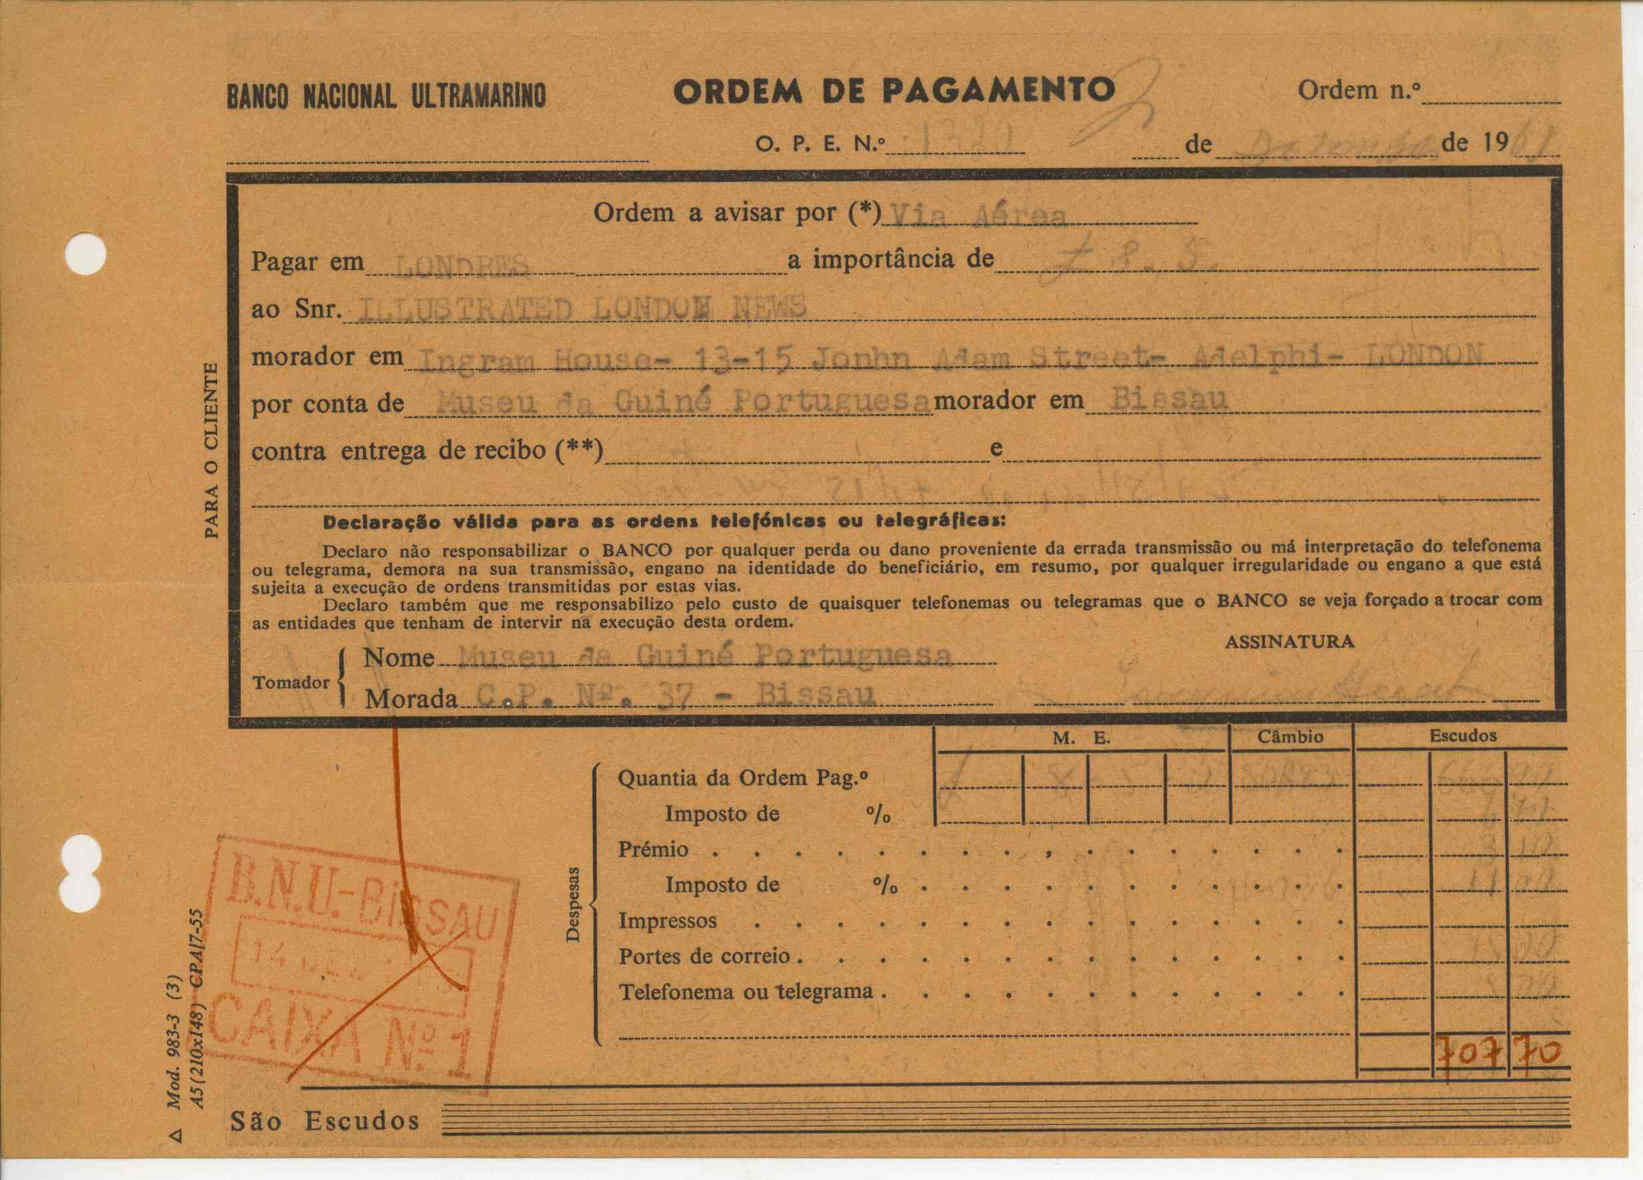 BANCO NACIONAL ULTRAMARINO
ORDEM DE PAGAMENTO
Ordem n.º
O. P. E. N.º
de de 19
Ordem a avisar por (*) Via Aérea
Pagar em LONDRES a importância de £ 8. 5.
ao Snr. ILLUSTRATED LONDON NEWS
morador em Ingram House- 13-15 Jonhn Adam Street- Adelphi- LONDON
por conta de Museu da Guiné Portuguesa morador em Bissau
contra entrega de recibo (**) e
PARA O CLIENTE
Declaração válida para as ordens telefónicas ou telegráficas:
Declaro não responsabilizar o BANCO por qualquer perda ou dano proveniente da errada transmissão ou má interpretação do telefonema
ou telegrama, demora na sua transmissão, engano na identidade do beneficiário, em resumo, por qualquer irregularidade ou engano a que está
sujeita a execução de ordens transmitidas por estas vias.
Declaro também que me responsabilizo pelo custo de quaisquer telefonemas ou telegramas que o BANCO se veja forçado a trocar com
as entidades que tenham de intervir na execução desta ordem.
ASSINATURA
Tomador
Nome Museu da Guiné Portuguesa
Morada C.P. Nº. 37 - Bissau
M. E. Câmbio Escudos
Despesas
Quantia da Ordem Pag.º
Imposto de %
Prémio
Imposto de %
Impressos
Portes de correio
Telefonema ou telegrama
707 70
B.N.U.-BISSAU
14
CAIXA Nº 1
Mod. 983-3 (3)
A5 (210x148) CPA/7-55
São Escudos